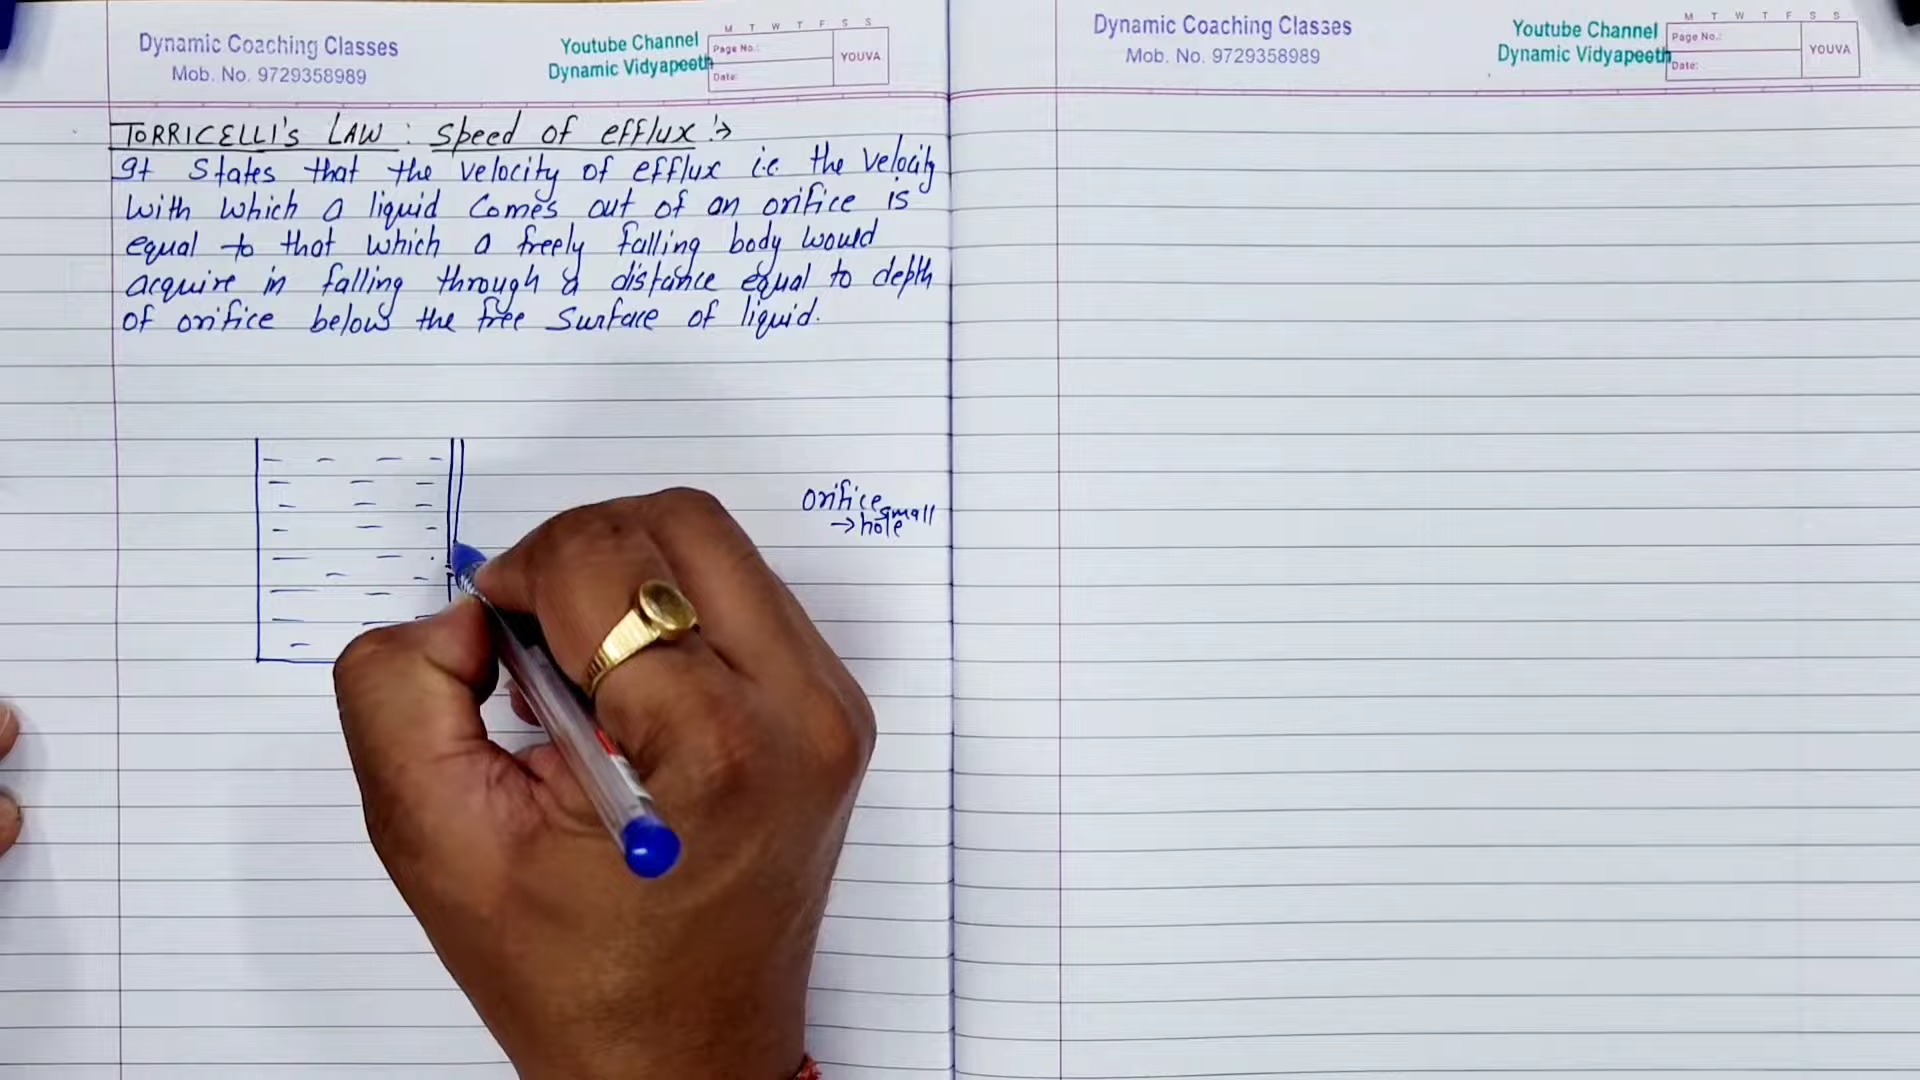 Dynamic Coaching Classes
Mob. No. 9729358989
Youtube Channel
Dynamic Vidyapeeth
M T W T F S S
Page No.:
Date:
YOUVA
TORRICELLI's LAW : Speed of efflux :→
It States that the velocity of efflux i.e. the velocity
with which a liquid comes out of an orifice is
equal to that which a freely falling body would
acquire in falling through a distance equal to depth
of orifice below the free surface of liquid.
orifice
→ small hole
Dynamic Coaching Classes
Mob. No. 9729358989
Youtube Channel
Dynamic Vidyapeeth
M T W T F S S
Page No.:
Date:
YOUVA